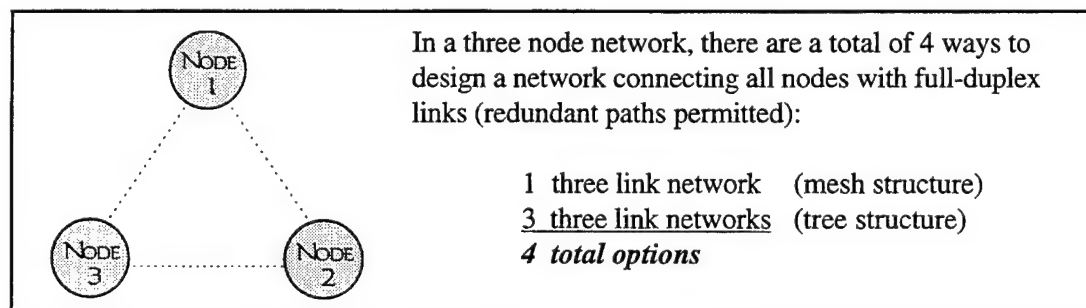 In a three node network, there are a total of 4 ways to
design a network connecting all nodes with full-duplex
links (redundant paths permitted):
1 three link network (mesh structure)
3 three link networks (tree structure)
4 total options
NODE
1
NODE
3
NODE
2